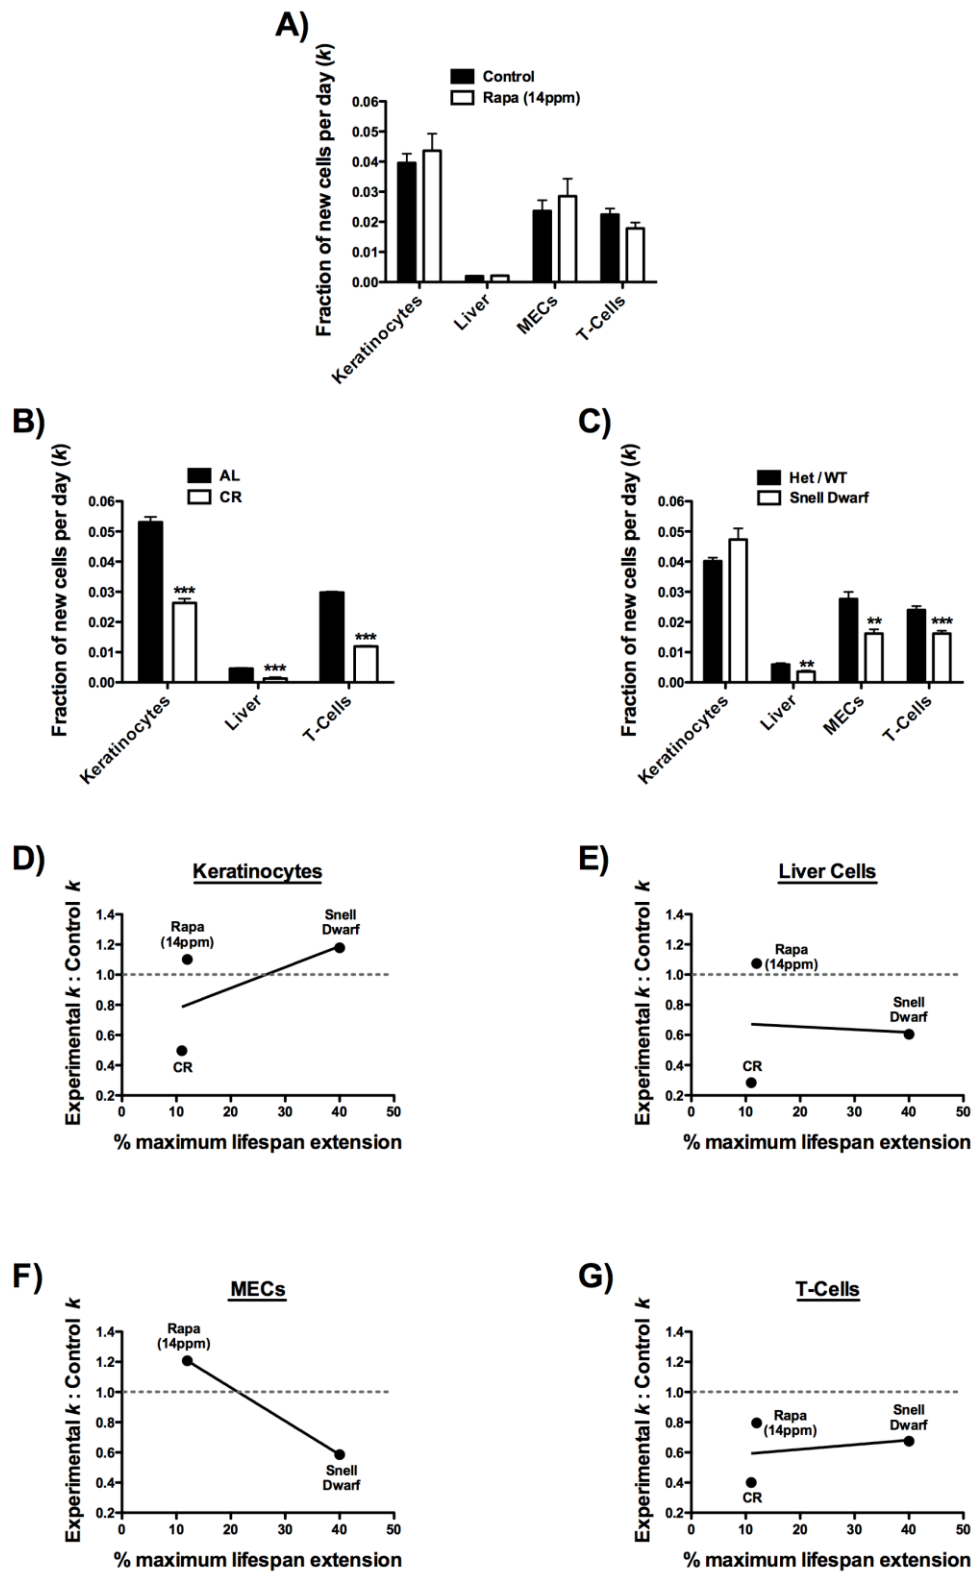 A)
Control
Rapa (14ppm)
Fraction of new cells per day (k)
0.06
0.05
0.04
0.03
0.02
0.01
0.00
Keratinocytes
Liver
MECs
T-Cells
B)
AL
CR
Fraction of new cells per day (k)
0.06
0.05
0.04
0.03
0.02
0.01
0.00
***
***
***
Keratinocytes
Liver
T-Cells
C)
Het / WT
Snell Dwarf
Fraction of new cells per day (k)
0.06
0.05
0.04
0.03
0.02
0.01
0.00
**
**
***
Keratinocytes
Liver
MECs
T-Cells
D)
Keratinocytes
Experimental k : Control k
1.4
1.2
1.0
0.8
0.6
0.4
0.2
Rapa
(14ppm)
Snell
Dwarf
CR
0 10 20 30 40 50
% maximum lifespan extension
E)
Liver Cells
Experimental k : Control k
1.4
1.2
1.0
0.8
0.6
0.4
0.2
Rapa
(14ppm)
Snell
Dwarf
CR
0 10 20 30 40 50
% maximum lifespan extension
F)
MECs
Experimental k : Control k
1.4
1.2
1.0
0.8
0.6
0.4
0.2
Rapa
(14ppm)
Snell
Dwarf
0 10 20 30 40 50
% maximum lifespan extension
G)
T-Cells
Experimental k : Control k
1.4
1.2
1.0
0.8
0.6
0.4
0.2
Rapa
(14ppm)
Snell
Dwarf
CR
0 10 20 30 40 50
% maximum lifespan extension